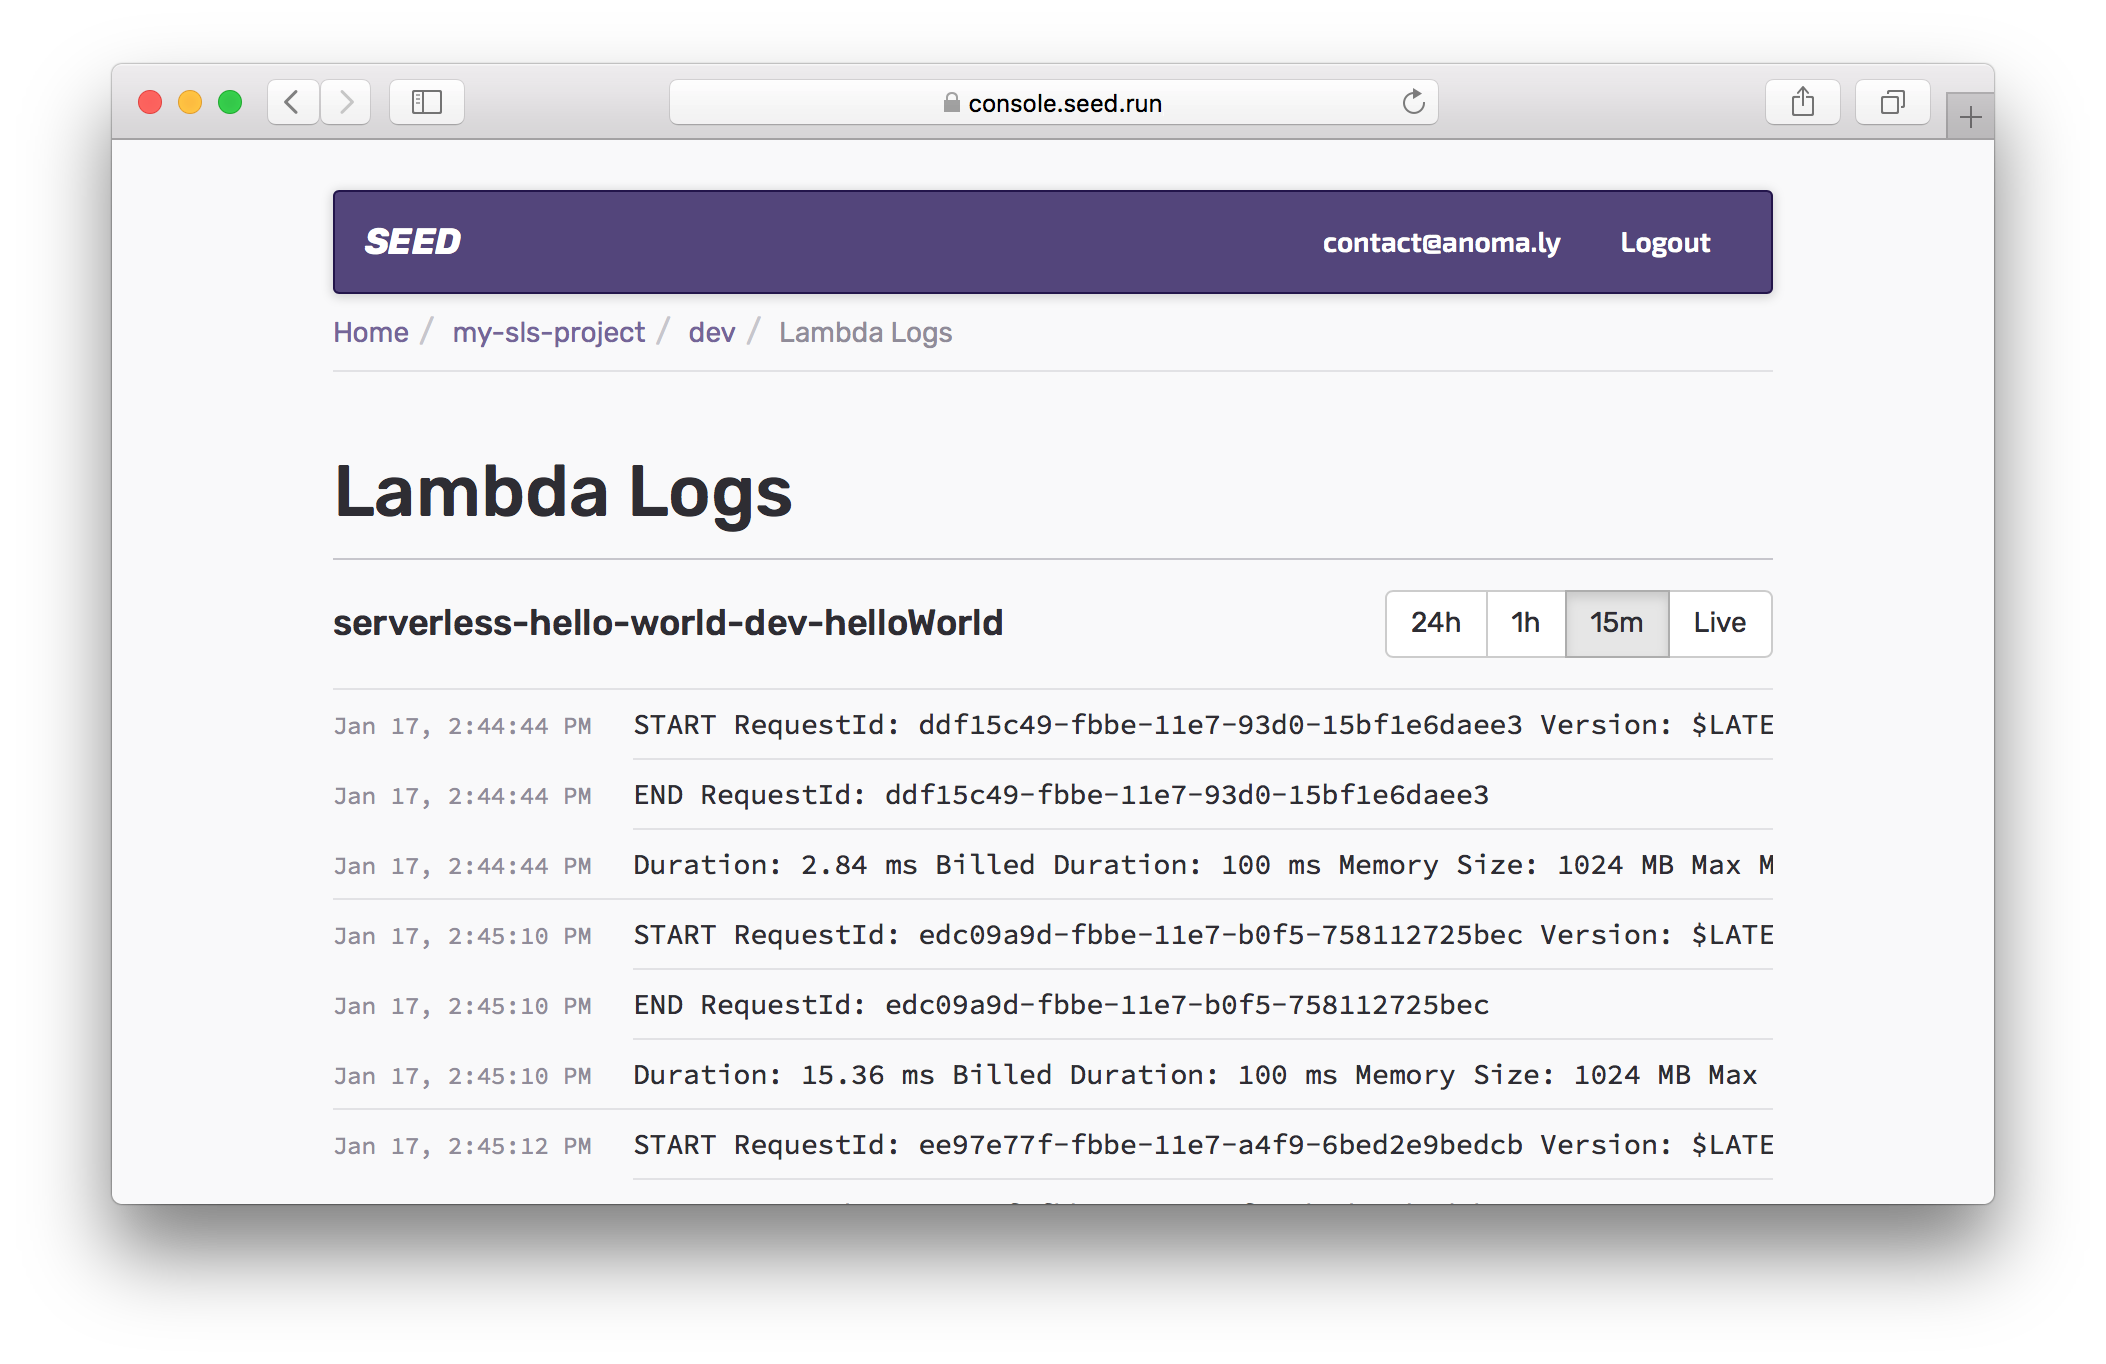 console.seed.run
SEED contact@anoma.ly Logout
Home / my-sls-project / dev / Lambda Logs
Lambda Logs
serverless-hello-world-dev-helloWorld 24h 1h 15m Live
Jan 17, 2:44:44 PM START RequestId: ddf15c49-fbbe-11e7-93d0-15bf1e6daee3 Version: $LATE
Jan 17, 2:44:44 PM END RequestId: ddf15c49-fbbe-11e7-93d0-15bf1e6daee3
Jan 17, 2:44:44 PM Duration: 2.84 ms Billed Duration: 100 ms Memory Size: 1024 MB Max M
Jan 17, 2:45:10 PM START RequestId: edc09a9d-fbbe-11e7-b0f5-758112725bec Version: $LATE
Jan 17, 2:45:10 PM END RequestId: edc09a9d-fbbe-11e7-b0f5-758112725bec
Jan 17, 2:45:10 PM Duration: 15.36 ms Billed Duration: 100 ms Memory Size: 1024 MB Max
Jan 17, 2:45:12 PM START RequestId: ee97e77f-fbbe-11e7-a4f9-6bed2e9bedcb Version: $LATE